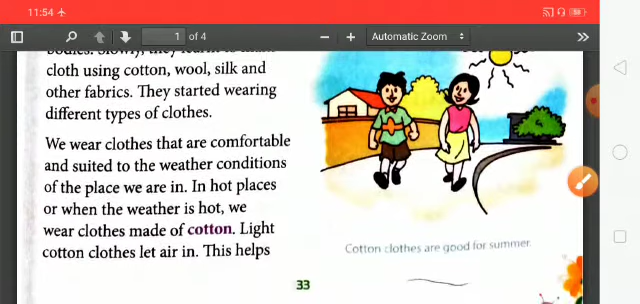 11:54
1 of 4
Automatic Zoom
cloth using cotton, wool, silk and
other fabrics. They started wearing
different types of clothes.
We wear clothes that are comfortable
and suited to the weather conditions
of the place we are in. In hot places
or when the weather is hot, we
wear clothes made of cotton. Light
cotton clothes let air in. This helps
Cotton clothes are good for summer.
33